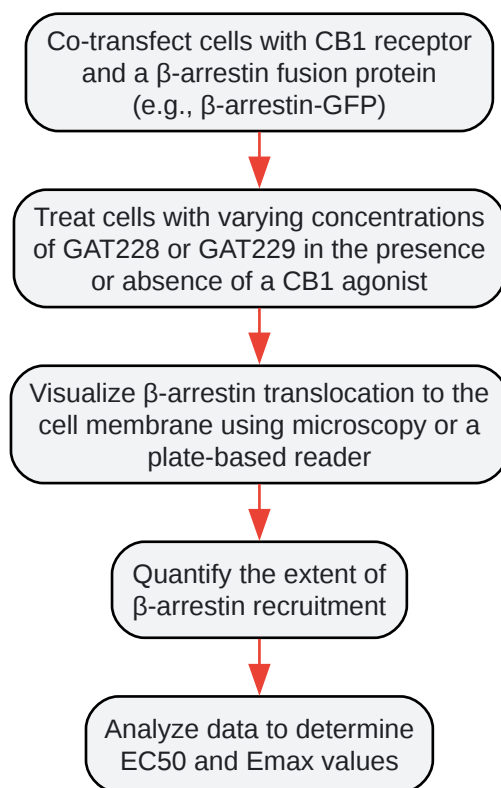 Co-transfect cells with CB1 receptor
and a β-arrestin fusion protein
(e.g., β-arrestin-GFP)
Treat cells with varying concentrations
of GAT228 or GAT229 in the presence
or absence of a CB1 agonist
Visualize β-arrestin translocation to the
cell membrane using microscopy or a
plate-based reader
Quantify the extent of
β-arrestin recruitment
Analyze data to determine
EC50 and Emax values